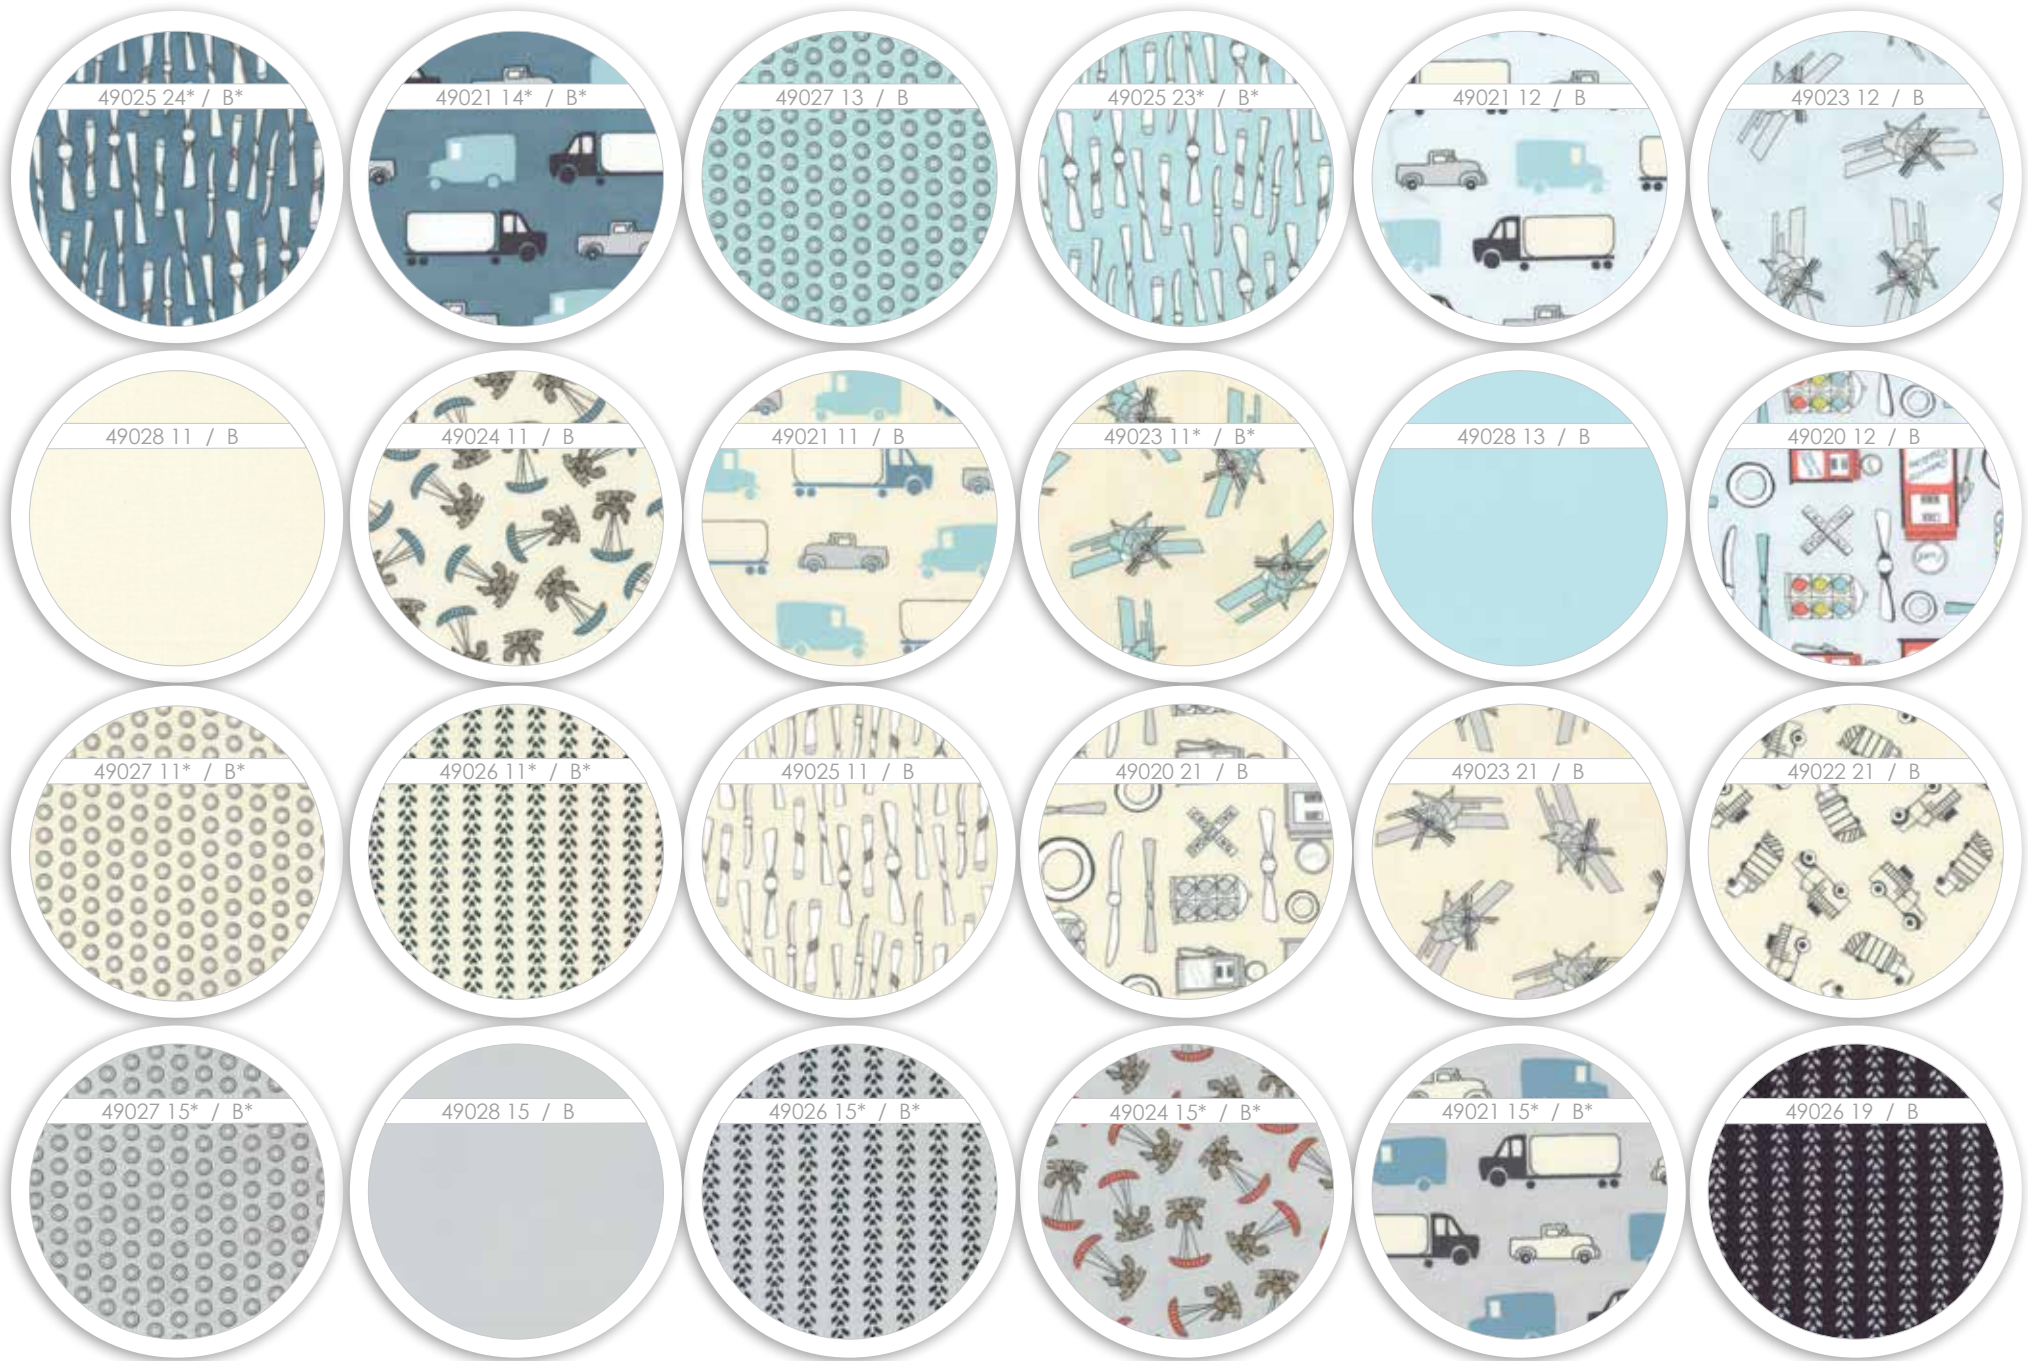 49025 24* / B*
49021 14* / B*
49027 13 / B
49025 23* / B*
49021 12 / B
49023 12 / B
49028 11 / B
49024 11 / B
49021 11 / B
49023 11* / B*
49028 13 / B
49020 12 / B
49027 11* / B*
49026 11* / B*
49025 11 / B
49020 21 / B
49023 21 / B
49022 21 / B
49027 15* / B*
49028 15 / B
49026 15* / B*
49024 15* / B*
49021 15* / B*
49026 19 / B